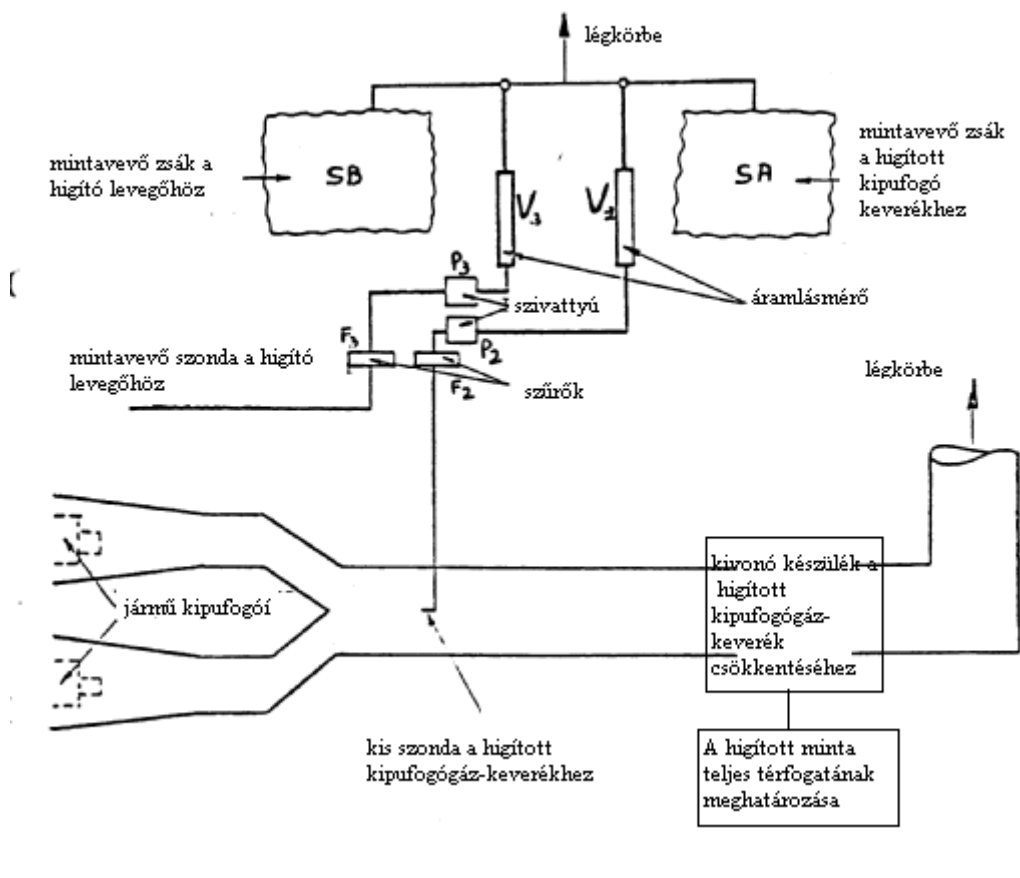 légkörbe
mintavevő zsák a
higító levegőhöz
SB
SA
mintavevő zsák
a higított
kipufogó
keverékhez
V3
V2
P3
szivattyú
áramlásmérő
F3
P2
mintavevő szonda a higító
levegőhöz
F2
szűrők
légkörbe
jármű kipufogóí
kivonó készülék a
higított
kipufogógáz-
keverék
csökkentéséhez
kis szonda a higított
kipufogógáz-keverékhez
A higított minta
teljes térfogatának
meghatározása